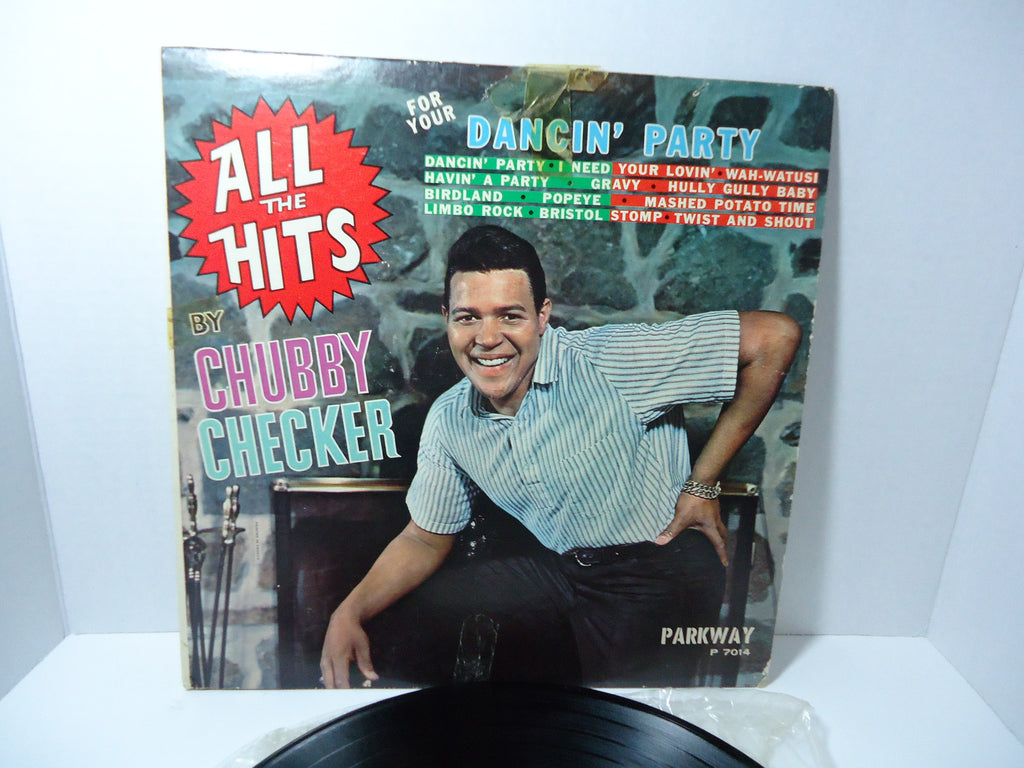 ALL
THE
HITS
BY
CHUBBY
CHECKER
FOR
YOUR
DANCIN' PARTY
DANCIN' PARTY • I NEED YOUR LOVIN' • WAH-WATUSI
HAVIN' A PARTY • GRAVY • HULLY GULLY BABY
BIRDLAND • POPEYE • MASHED POTATO TIME
LIMBO ROCK • BRISTOL STOMP • TWIST AND SHOUT
PARKWAY
P 7014